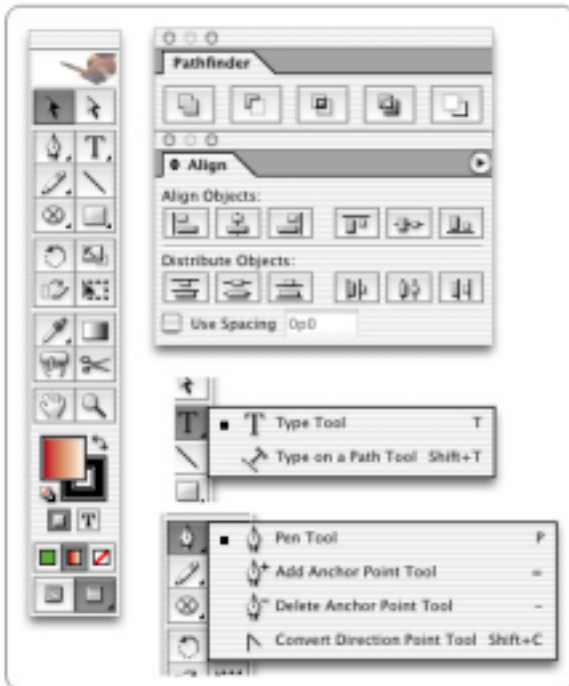 Pathfinder
Align
Align Objects:
Distribute Objects:
Use Spacing 0p0
T
T
T
T Type Tool T
Type on a Path Tool Shift+T
Pen Tool P
Add Anchor Point Tool =
Delete Anchor Point Tool -
Convert Direction Point Tool Shift+C